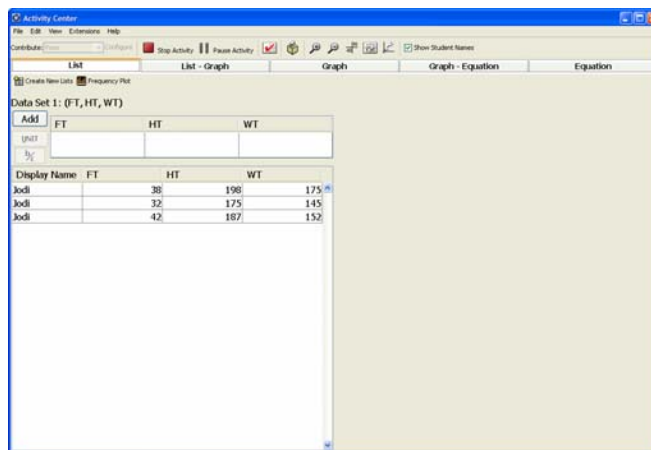 Activity Center
File Edit View Extensions Help
Contribute: Configure Stop Activity Pause Activity Show Student Names
List List - Graph Graph Graph - Equation Equation
Create New Lists Frequency Plot
Data Set 1: (FT, HT, WT)
Add FT HT WT
UNIT
Display Name FT HT WT
Jodi 38 198 175
Jodi 32 175 145
Jodi 42 187 152